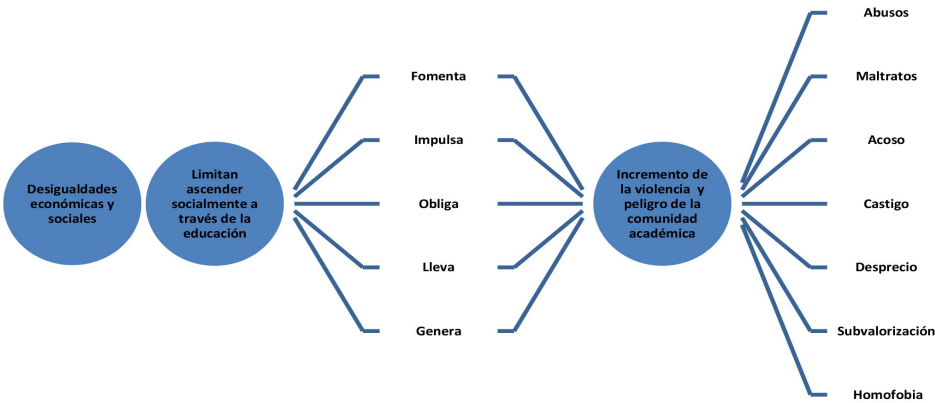 Desigualdades
económicas y
sociales
Limitan
ascender
socialmente a
través de la
educación
Fomenta
Impulsa
Obliga
Lleva
Genera
Incremento de
la violencia y
peligro de la
comunidad
académica
Abusos
Maltratos
Acoso
Castigo
Desprecio
Subvalorización
Homofobia